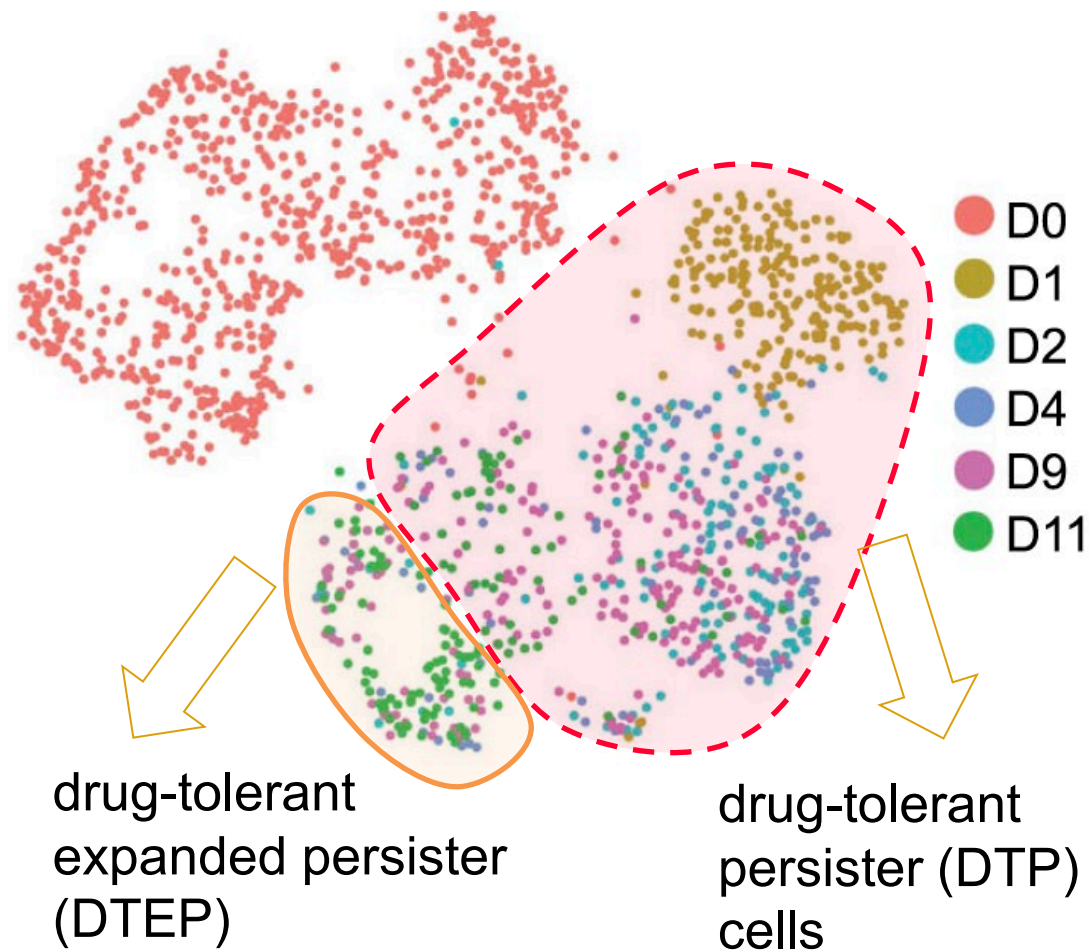 D0
D1
D2
D4
D9
D11
drug-tolerant
expanded persister
(DTEP)
drug-tolerant
persister (DTP)
cells